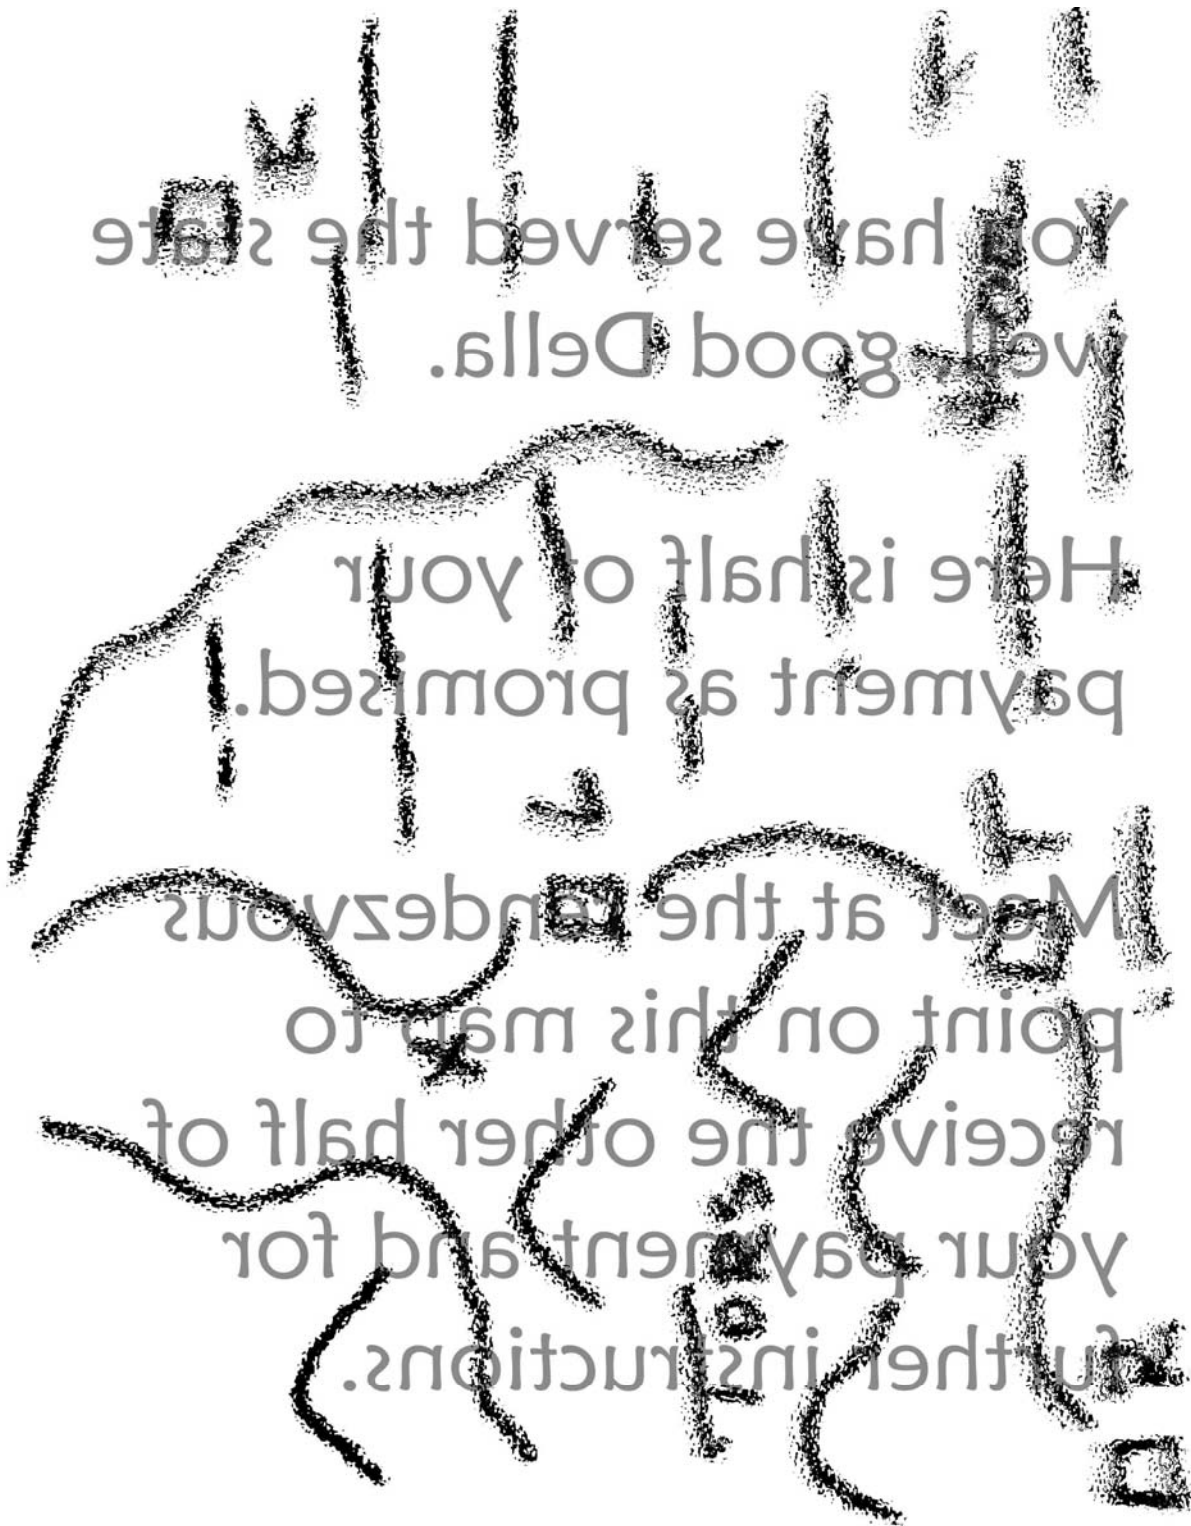 You have served the state
well, good Della.
Here is half of your
payment as promised.
Meet at the rendezvous
point on this map to
receive the other half of
your payment and for
further instructions.